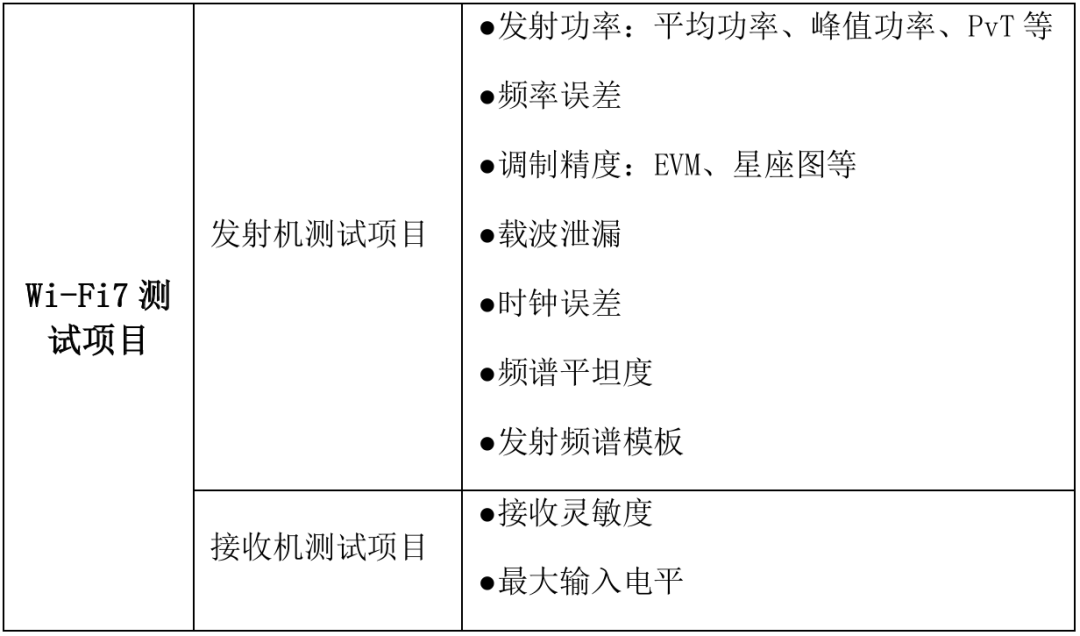 Wi-Fi7 测
试项目
发射机测试项目
●发射功率：平均功率、峰值功率、PvT 等
●频率误差
●调制精度：EVM、星座图等
●载波泄漏
●时钟误差
●频谱平坦度
●发射频谱模板
接收机测试项目
●接收灵敏度
●最大输入电平